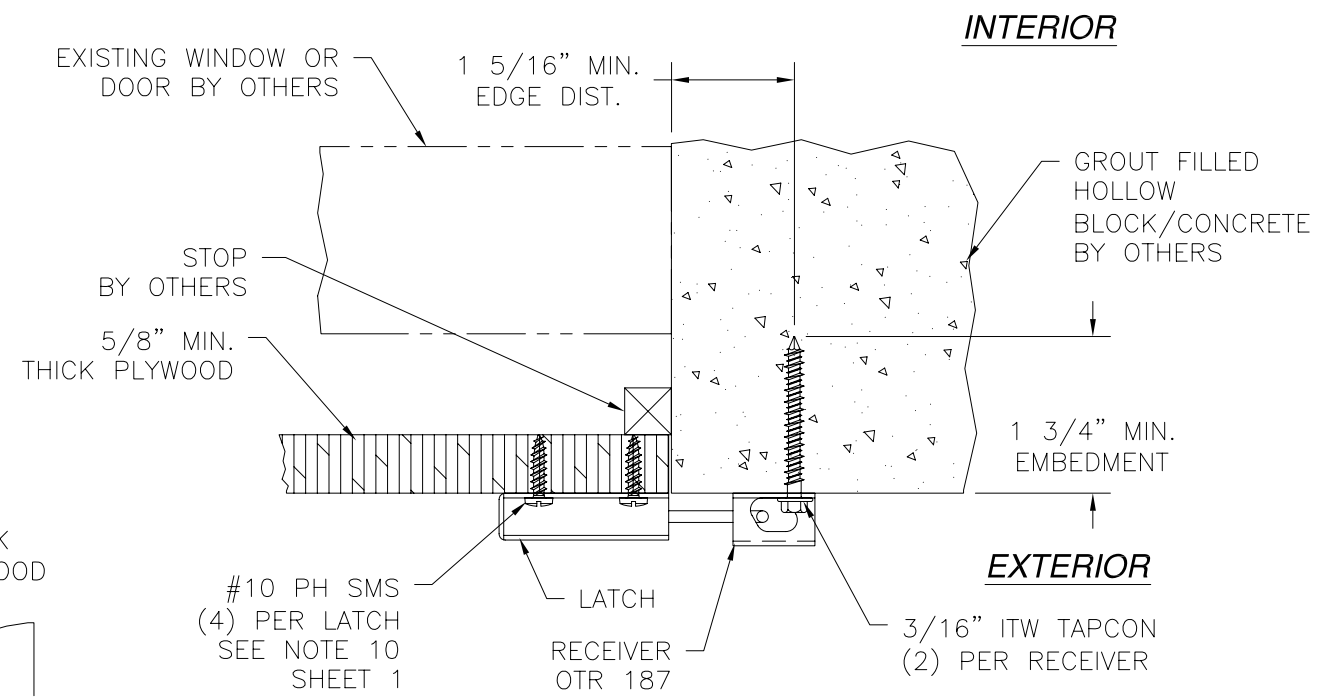 INTERIOR
EXISTING WINDOW OR
DOOR BY OTHERS
1 5/16” MIN.
EDGE DIST.
GROUT FILLED
HOLLOW
BLOCK/CONCRETE
BY OTHERS
STOP
BY OTHERS
5/8” MIN.
THICK PLYWOOD
1 3/4” MIN.
EMBEDMENT
EXTERIOR
#10 PH SMS
(4) PER LATCH
SEE NOTE 10
SHEET 1
LATCH
RECEIVER
OTR 187
3/16” ITW TAPCON
(2) PER RECEIVER